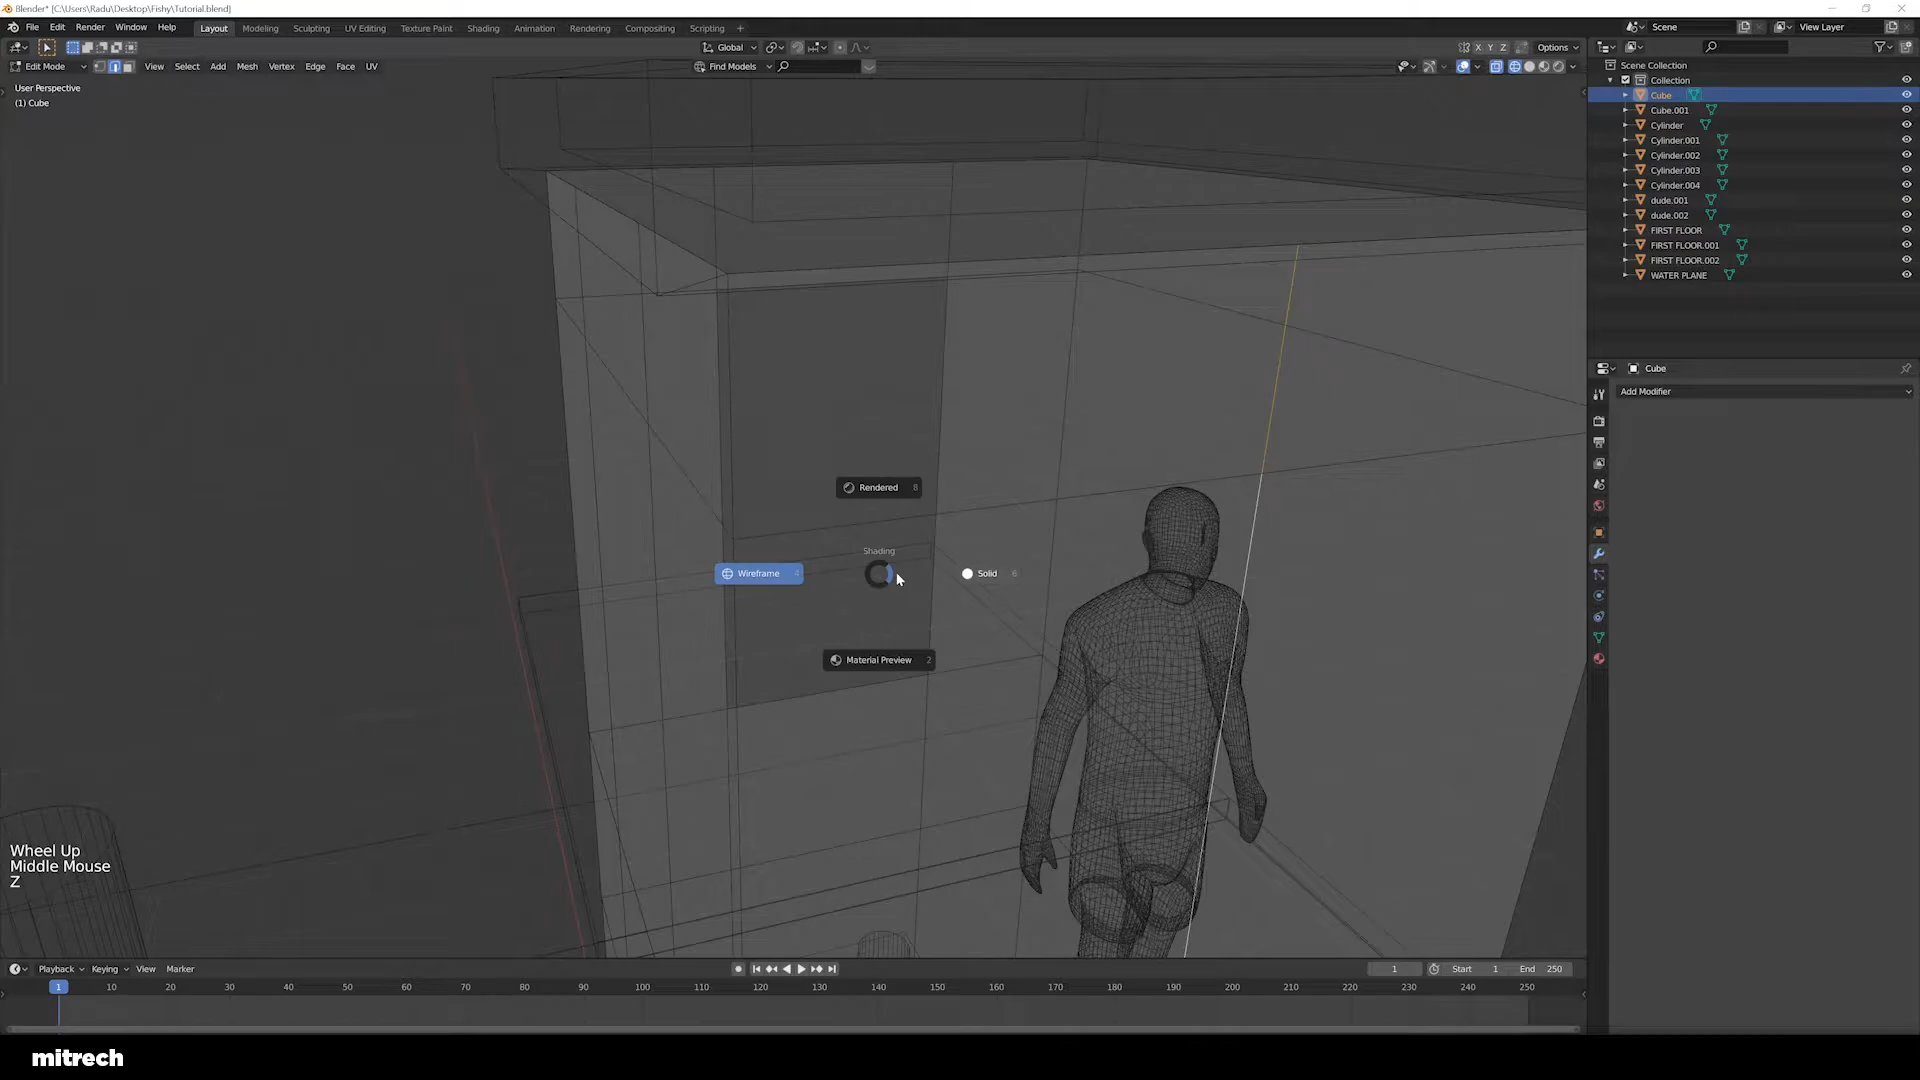 Blender* [C:\Users\Radu\Desktop\Fishy\Tutorial.blend]
File Edit Render Window Help Layout Modeling Sculpting UV Editing Texture Paint Shading Animation Rendering Compositing Scripting + Scene View Layer
Global X Y Z Options
Edit Mode View Select Add Mesh Vertex Edge Face UV Find Models
User Perspective
(1) Cube
Scene Collection
Collection
Cube
Cube.001
Cylinder
Cylinder.001
Cylinder.002
Cylinder.003
Cylinder.004
dude.001
dude.002
FIRST FLOOR
FIRST FLOOR.001
FIRST FLOOR.002
WATER PLANE
Cube
Add Modifier
Rendered 8
Shading
Wireframe 4
Solid 6
Material Preview 2
Wheel Up
Middle Mouse
Z
Playback Keying View Marker 1 Start 1 End 250
1 10 20 30 40 50 60 70 80 90 100 110 120 130 140 150 160 170 180 190 200 210 220 230 240 250
mitrech